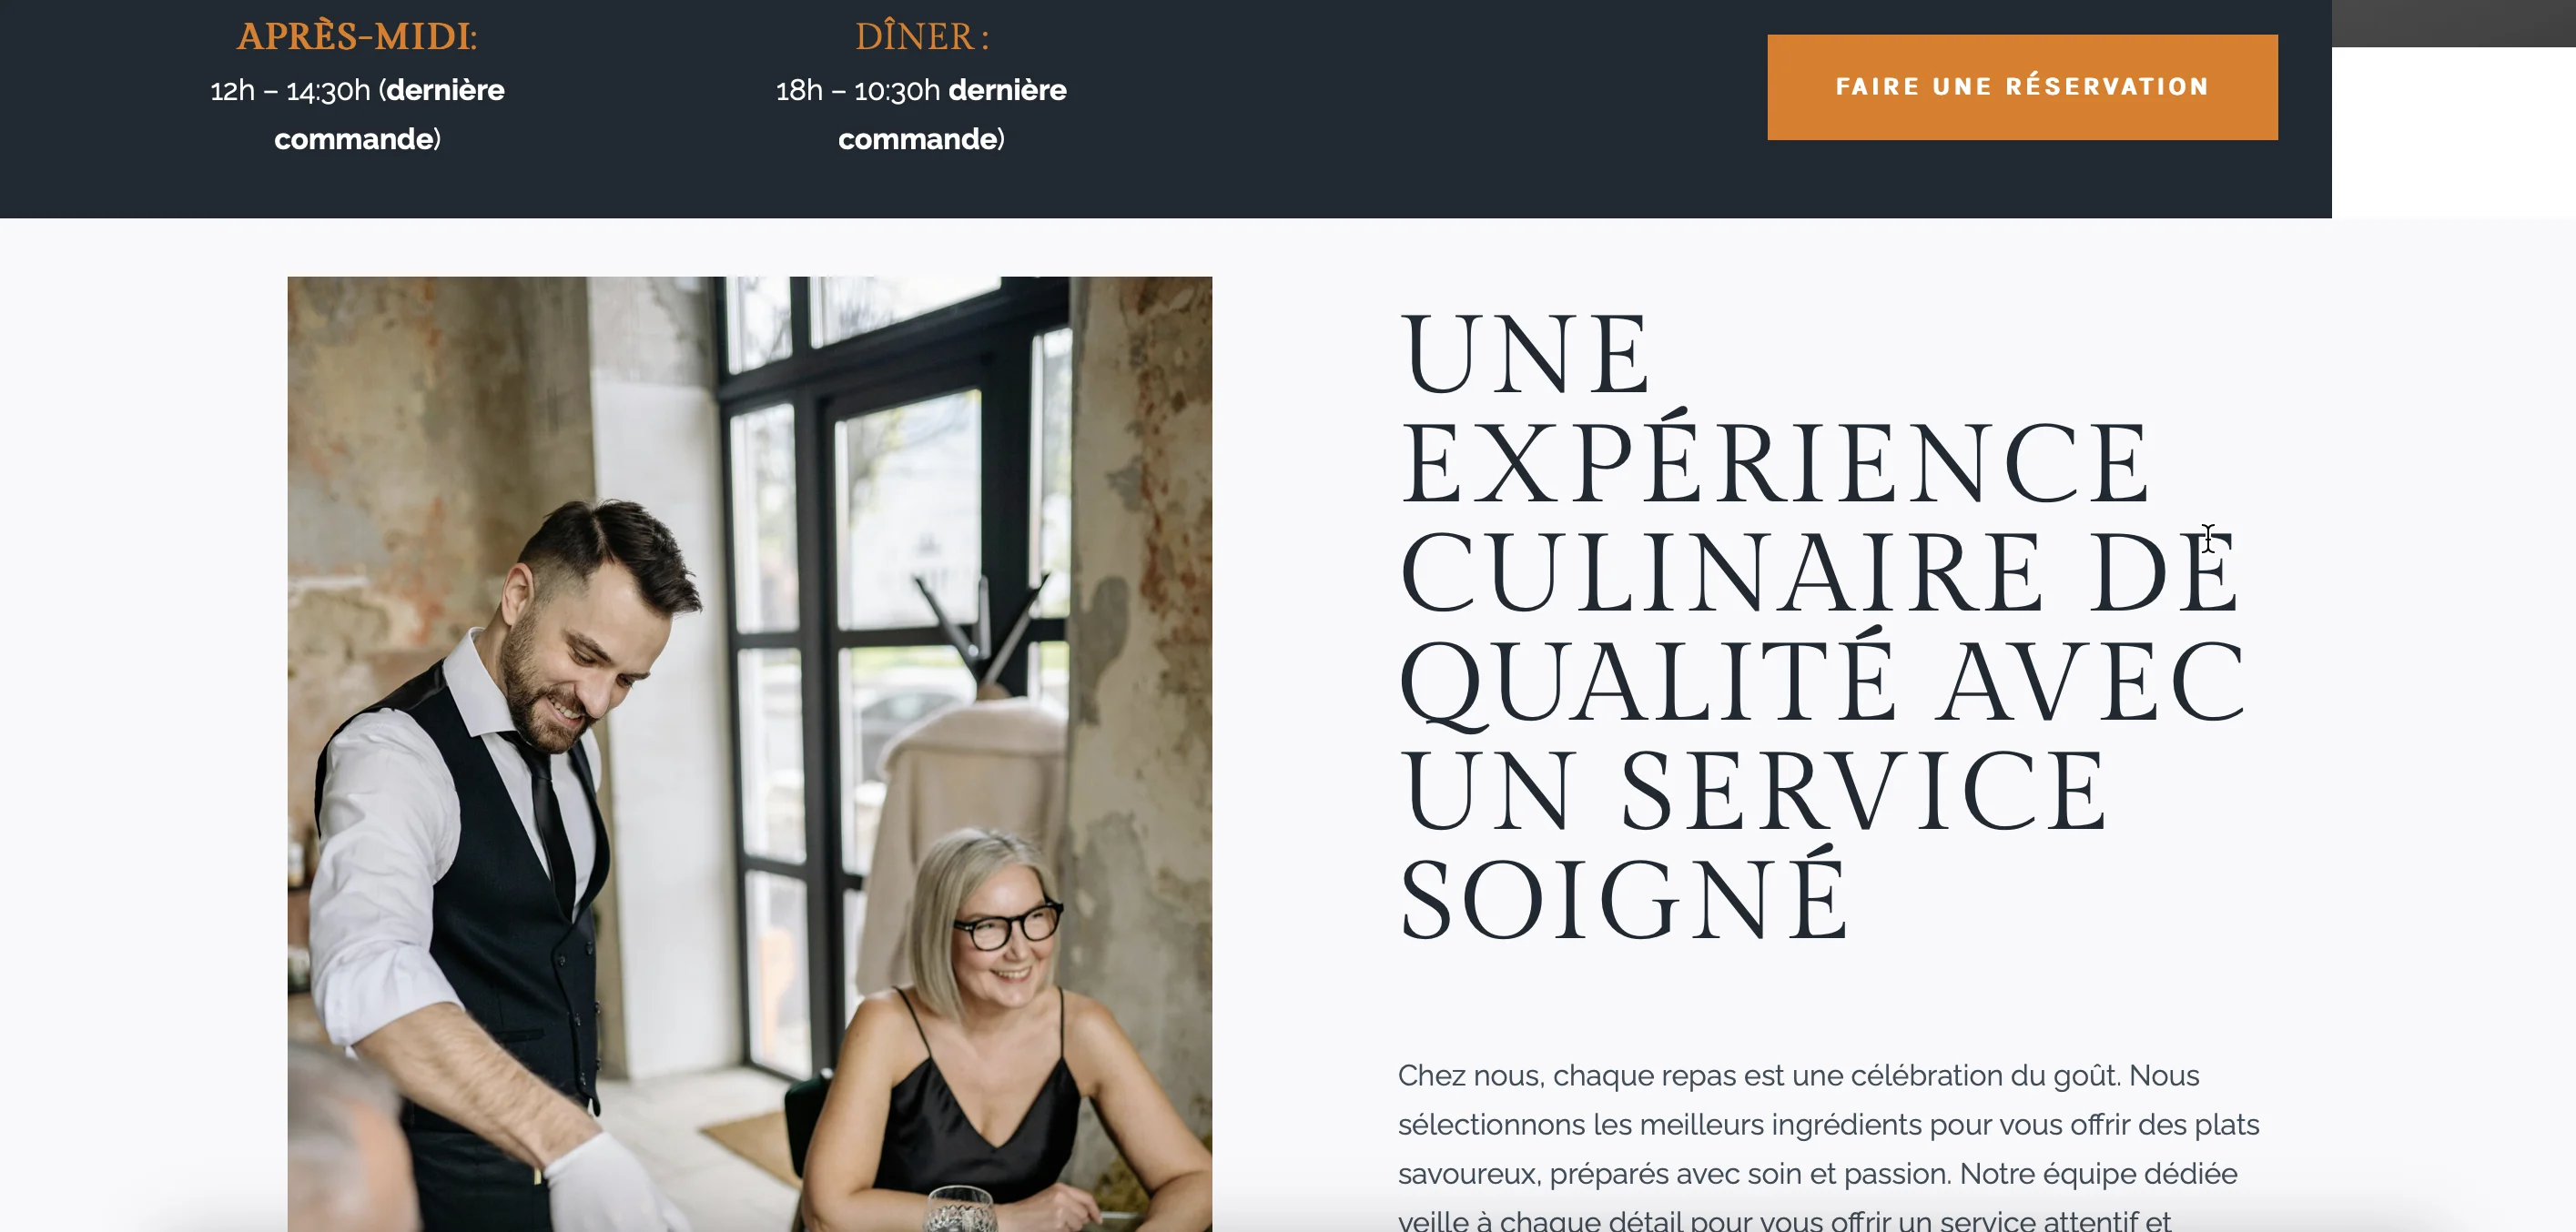 APRÈS-MIDI:
12h – 14:30h (dernière
commande)
DÎNER :
18h – 10:30h dernière
commande)
FAIRE UNE RÉSERVATION
UNE
EXPÉRIENCE
CULINAIRE DE
QUALITÉ AVEC
UN SERVICE
SOIGNÉ
Chez nous, chaque repas est une célébration du goût. Nous
sélectionnons les meilleurs ingrédients pour vous offrir des plats
savoureux, préparés avec soin et passion. Notre équipe dédiée
veille à chaque détail pour vous offrir un service attentif et